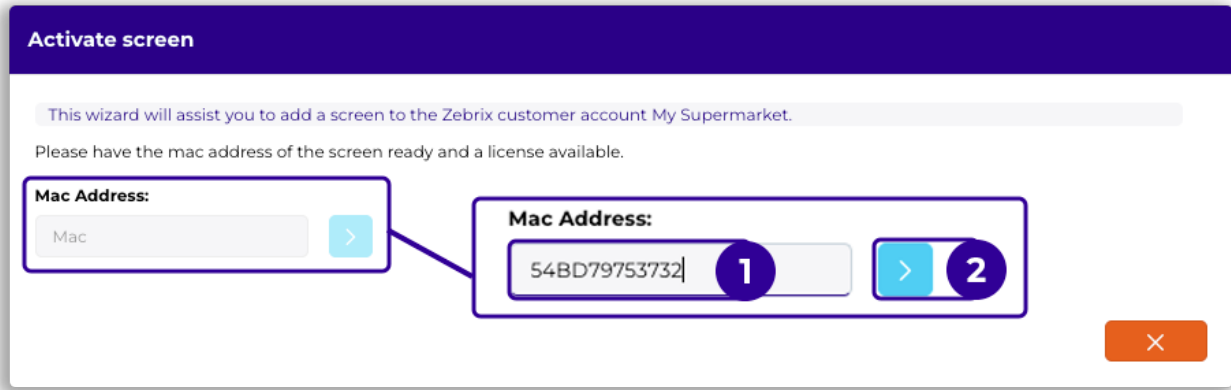 Activate screen
This wizard will assist you to add a screen to the Zebrix customer account My Supermarket.
Please have the mac address of the screen ready and a license available.
Mac Address:
Mac
Mac Address:
54BD79753732
1
2